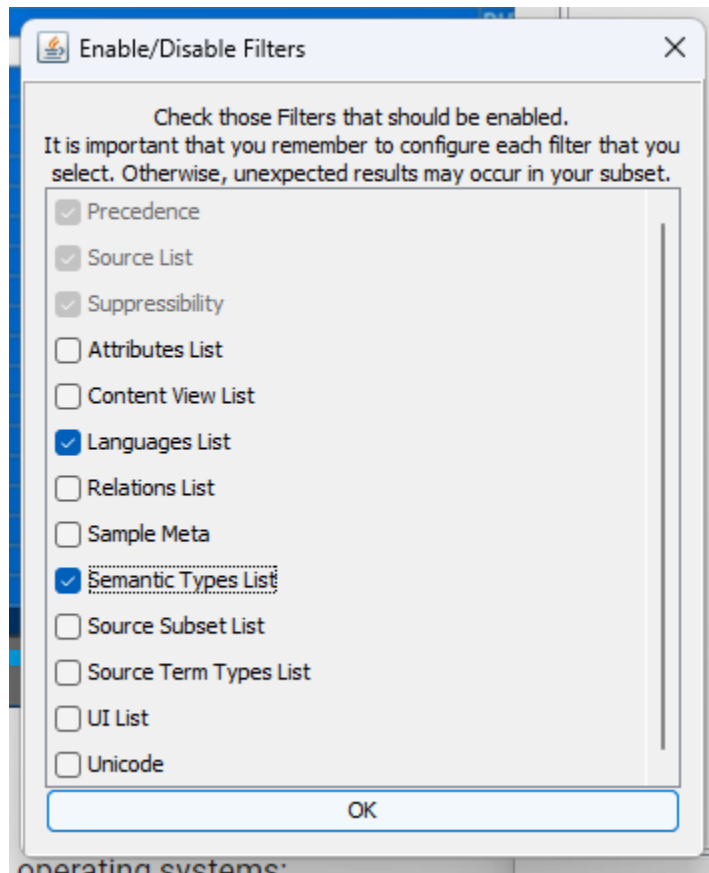 Enable/Disable Filters
Check those Filters that should be enabled.
It is important that you remember to configure each filter that you
select. Otherwise, unexpected results may occur in your subset.
Precedence
Source List
Suppressibility
Attributes List
Content View List
Languages List
Relations List
Sample Meta
Semantic Types List
Source Subset List
Source Term Types List
UI List
Unicode
OK
operating systems: